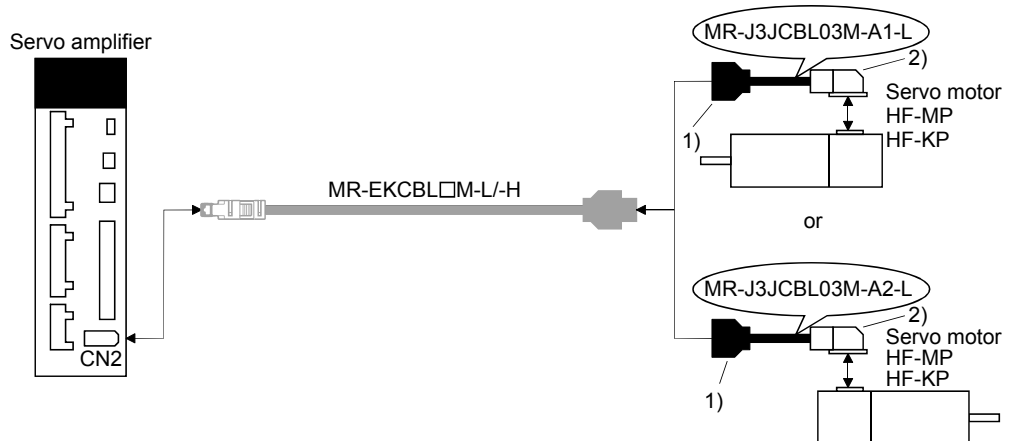 Servo amplifier
CN2
MR-EKCBL□M-L/-H
MR-J3JCBL03M-A1-L
1)
2)
Servo motor
HF-MP
HF-KP
or
MR-J3JCBL03M-A2-L
1)
2)
Servo motor
HF-MP
HF-KP